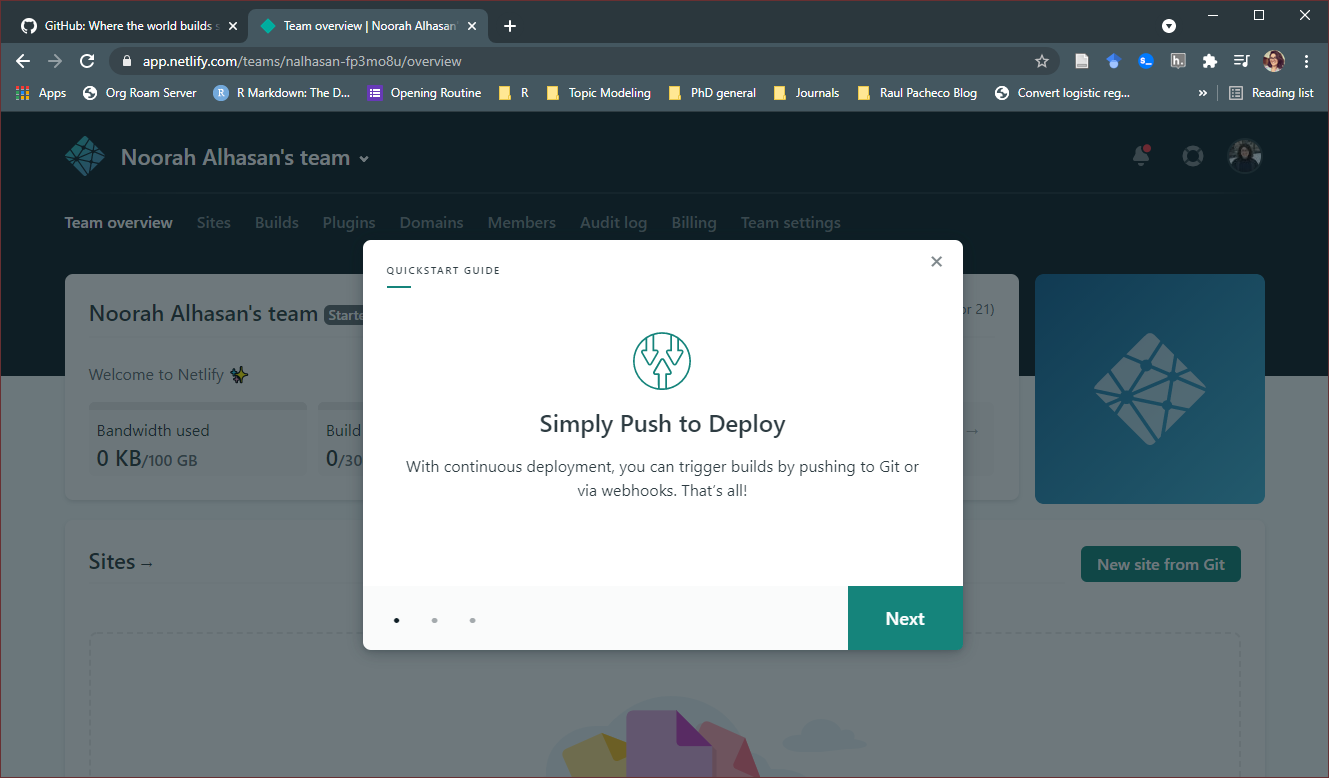 GitHub: Where the world builds s
Team overview | Noorah Alhasan'
app.netlify.com/teams/nalhasan-fp3mo8u/overview
Apps Org Roam Server R Markdown: The D... Opening Routine R Topic Modeling PhD general Journals Raul Pacheco Blog Convert logistic reg... » Reading list
Noorah Alhasan's team
Team overview Sites Builds Plugins Domains Members Audit log Billing Team settings
QUICKSTART GUIDE
Noorah Alhasan's team Starte
or 21)
Welcome to Netlify
Simply Push to Deploy
Bandwidth used
Build
0 KB/100 GB
0/30
With continuous deployment, you can trigger builds by pushing to Git or
via webhooks. That's all!
Sites →
New site from Git
Next